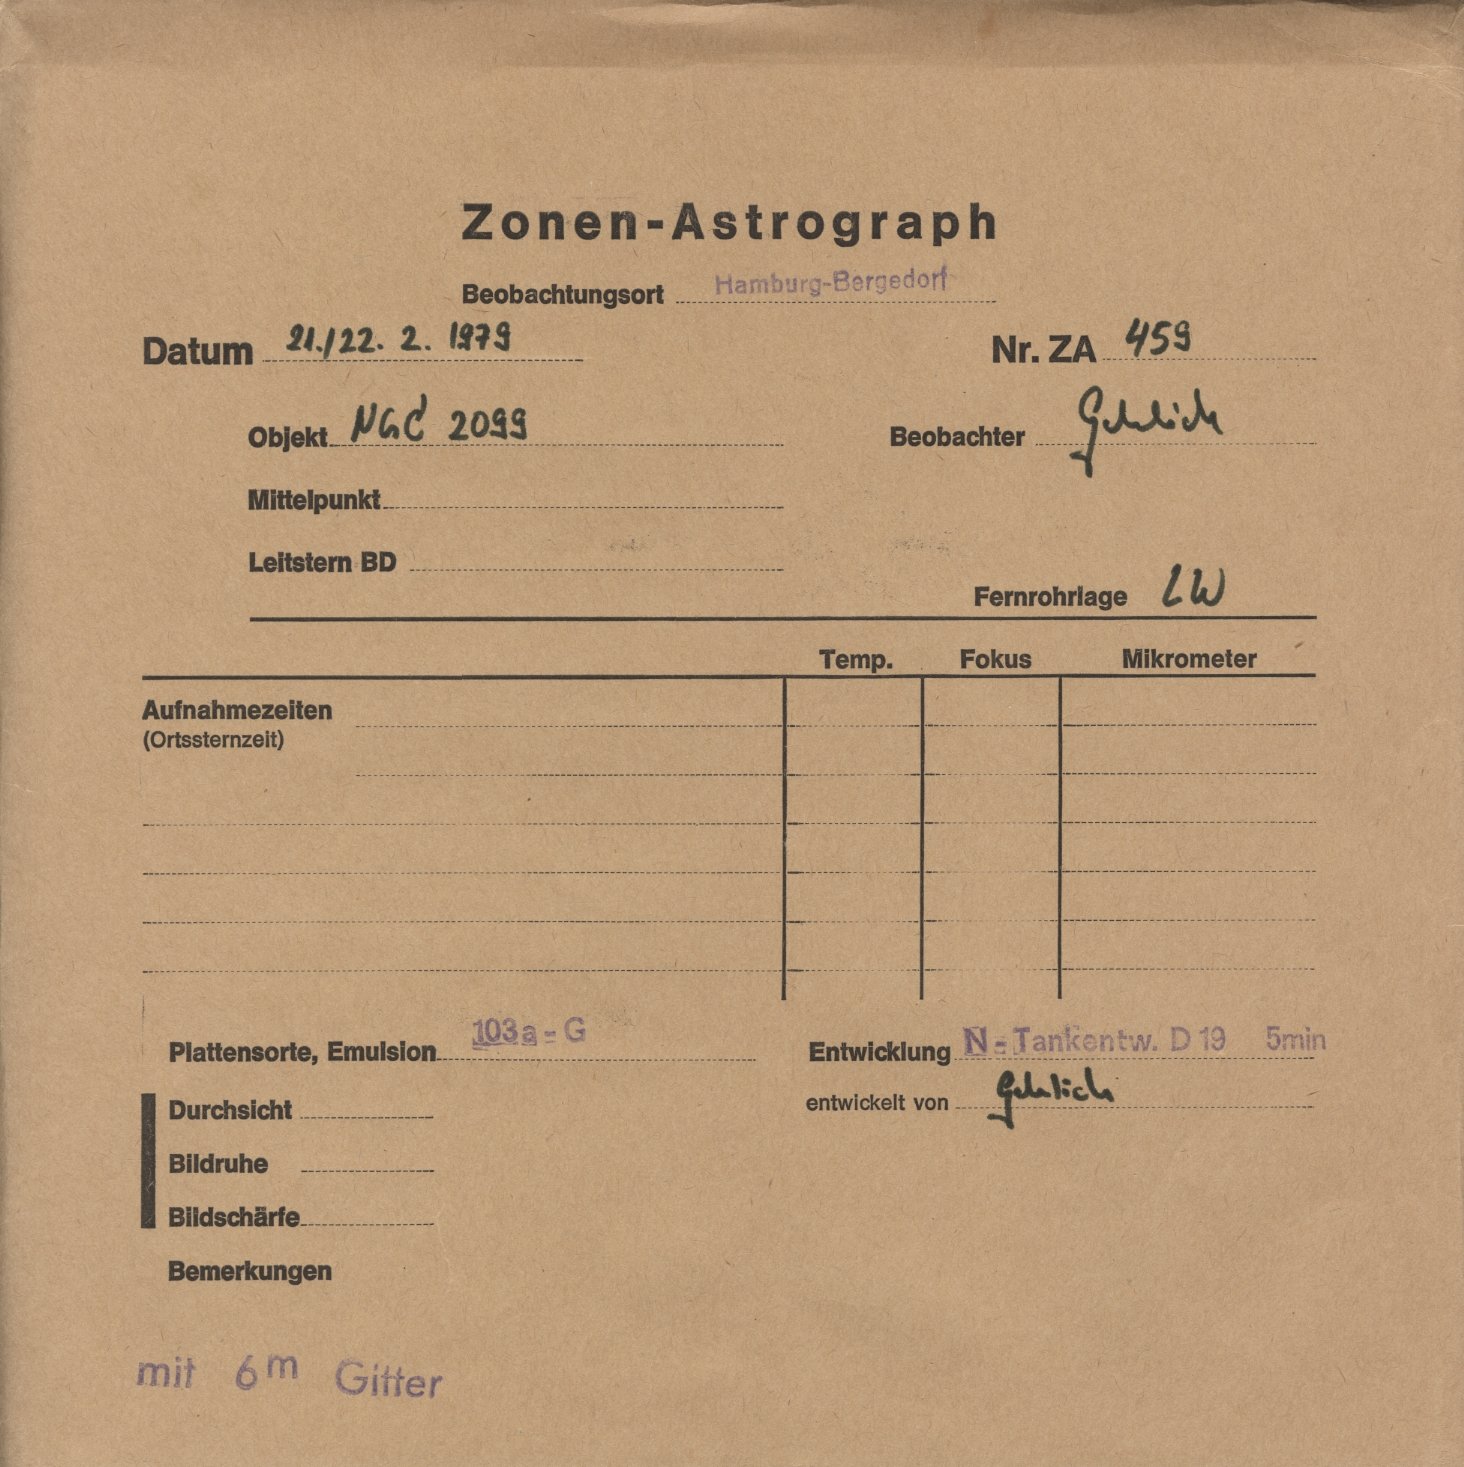 Zonen-Astrograph
Beobachtungsort Hamburg-Bergedorf
Datum 21./22. 2. 1979 Nr. ZA 459
Objekt NGC 2099 Beobachter Gehlich
Mittelpunkt
Leitstern BD
Fernrohrlage LW
Temp. Fokus Mikrometer
Aufnahmezeiten
(Ortssternzeit)
Plattensorte, Emulsion 103a-G Entwicklung N-Tankentw. D 19 5min
Durchsicht entwickelt von Gehlich
Bildruhe
Bildschärfe
Bemerkungen
mit 6m Gitter